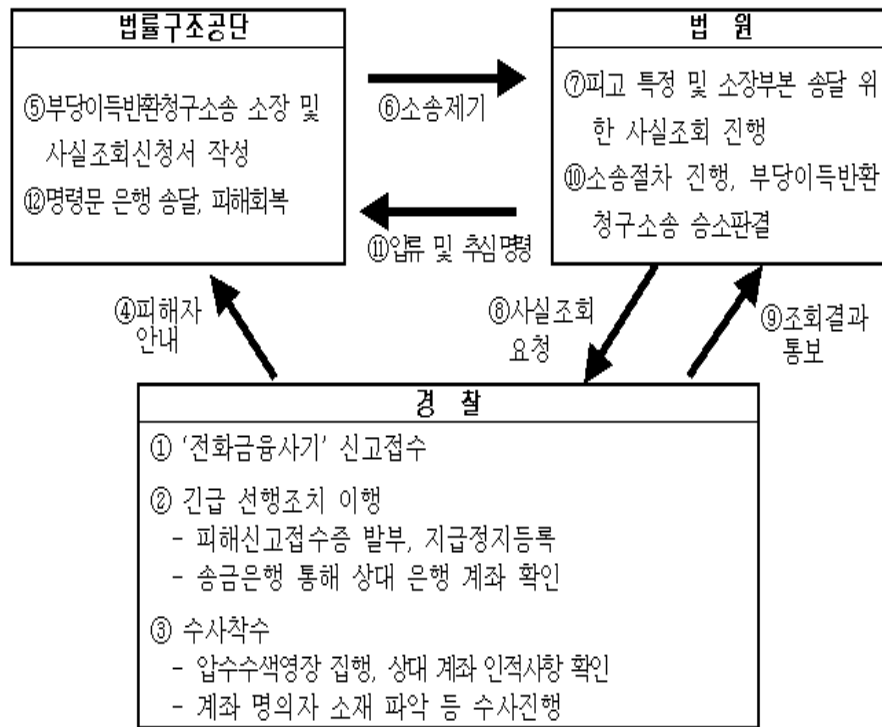 법률구조공단
⑤부당이득반환청구소송 소장 및
사실조회신청서 작성
⑫명령문 은행 송달, 피해회복
⑥소송제기
⑪압류 및 추심명령
법 원
⑦피고 특정 및 소장부본 송달 위
한 사실조회 진행
⑩소송절차 진행, 부당이득반환
청구소송 승소판결
④피해자
안내
⑧사실조회
요청
⑨조회결과
통보
경 찰
① ‘전화금융사기’ 신고접수
② 긴급 선행조치 이행
- 피해신고접수증 발부, 지급정지등록
- 송금은행 통해 상대 은행 계좌 확인
③ 수사착수
- 압수수색영장 집행, 상대 계좌 인적사항 확인
- 계좌 명의자 소재 파악 등 수사진행